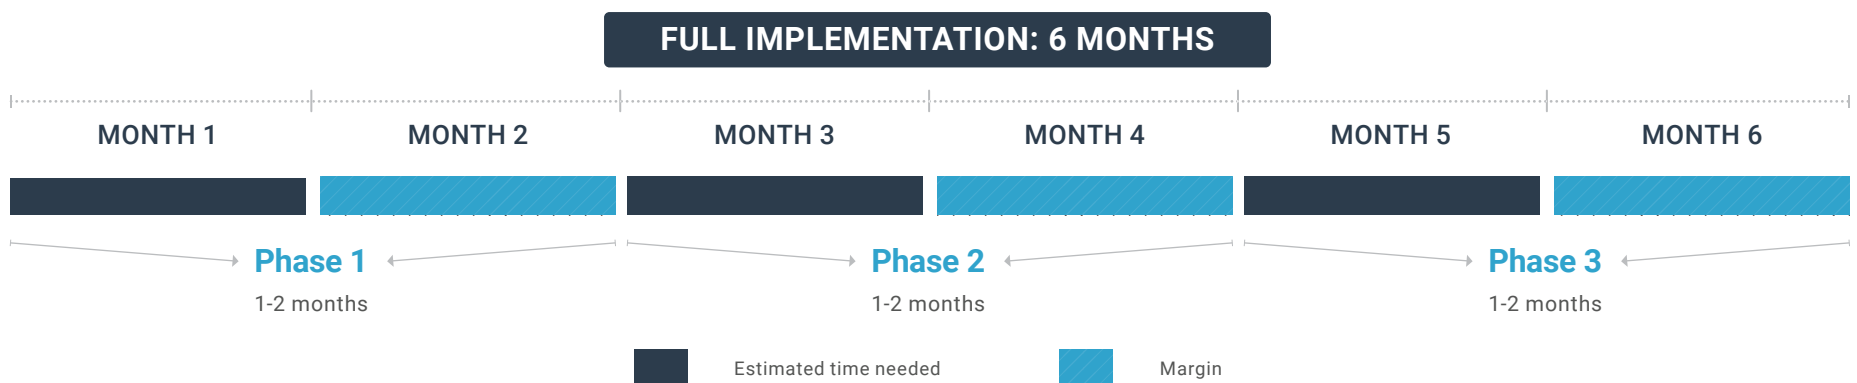 FULL IMPLEMENTATION: 6 MONTHS
MONTH 1
MONTH 2
MONTH 3
MONTH 4
MONTH 5
MONTH 6
Phase 1
1-2 months
Phase 2
1-2 months
Phase 3
1-2 months
Estimated time needed
Margin